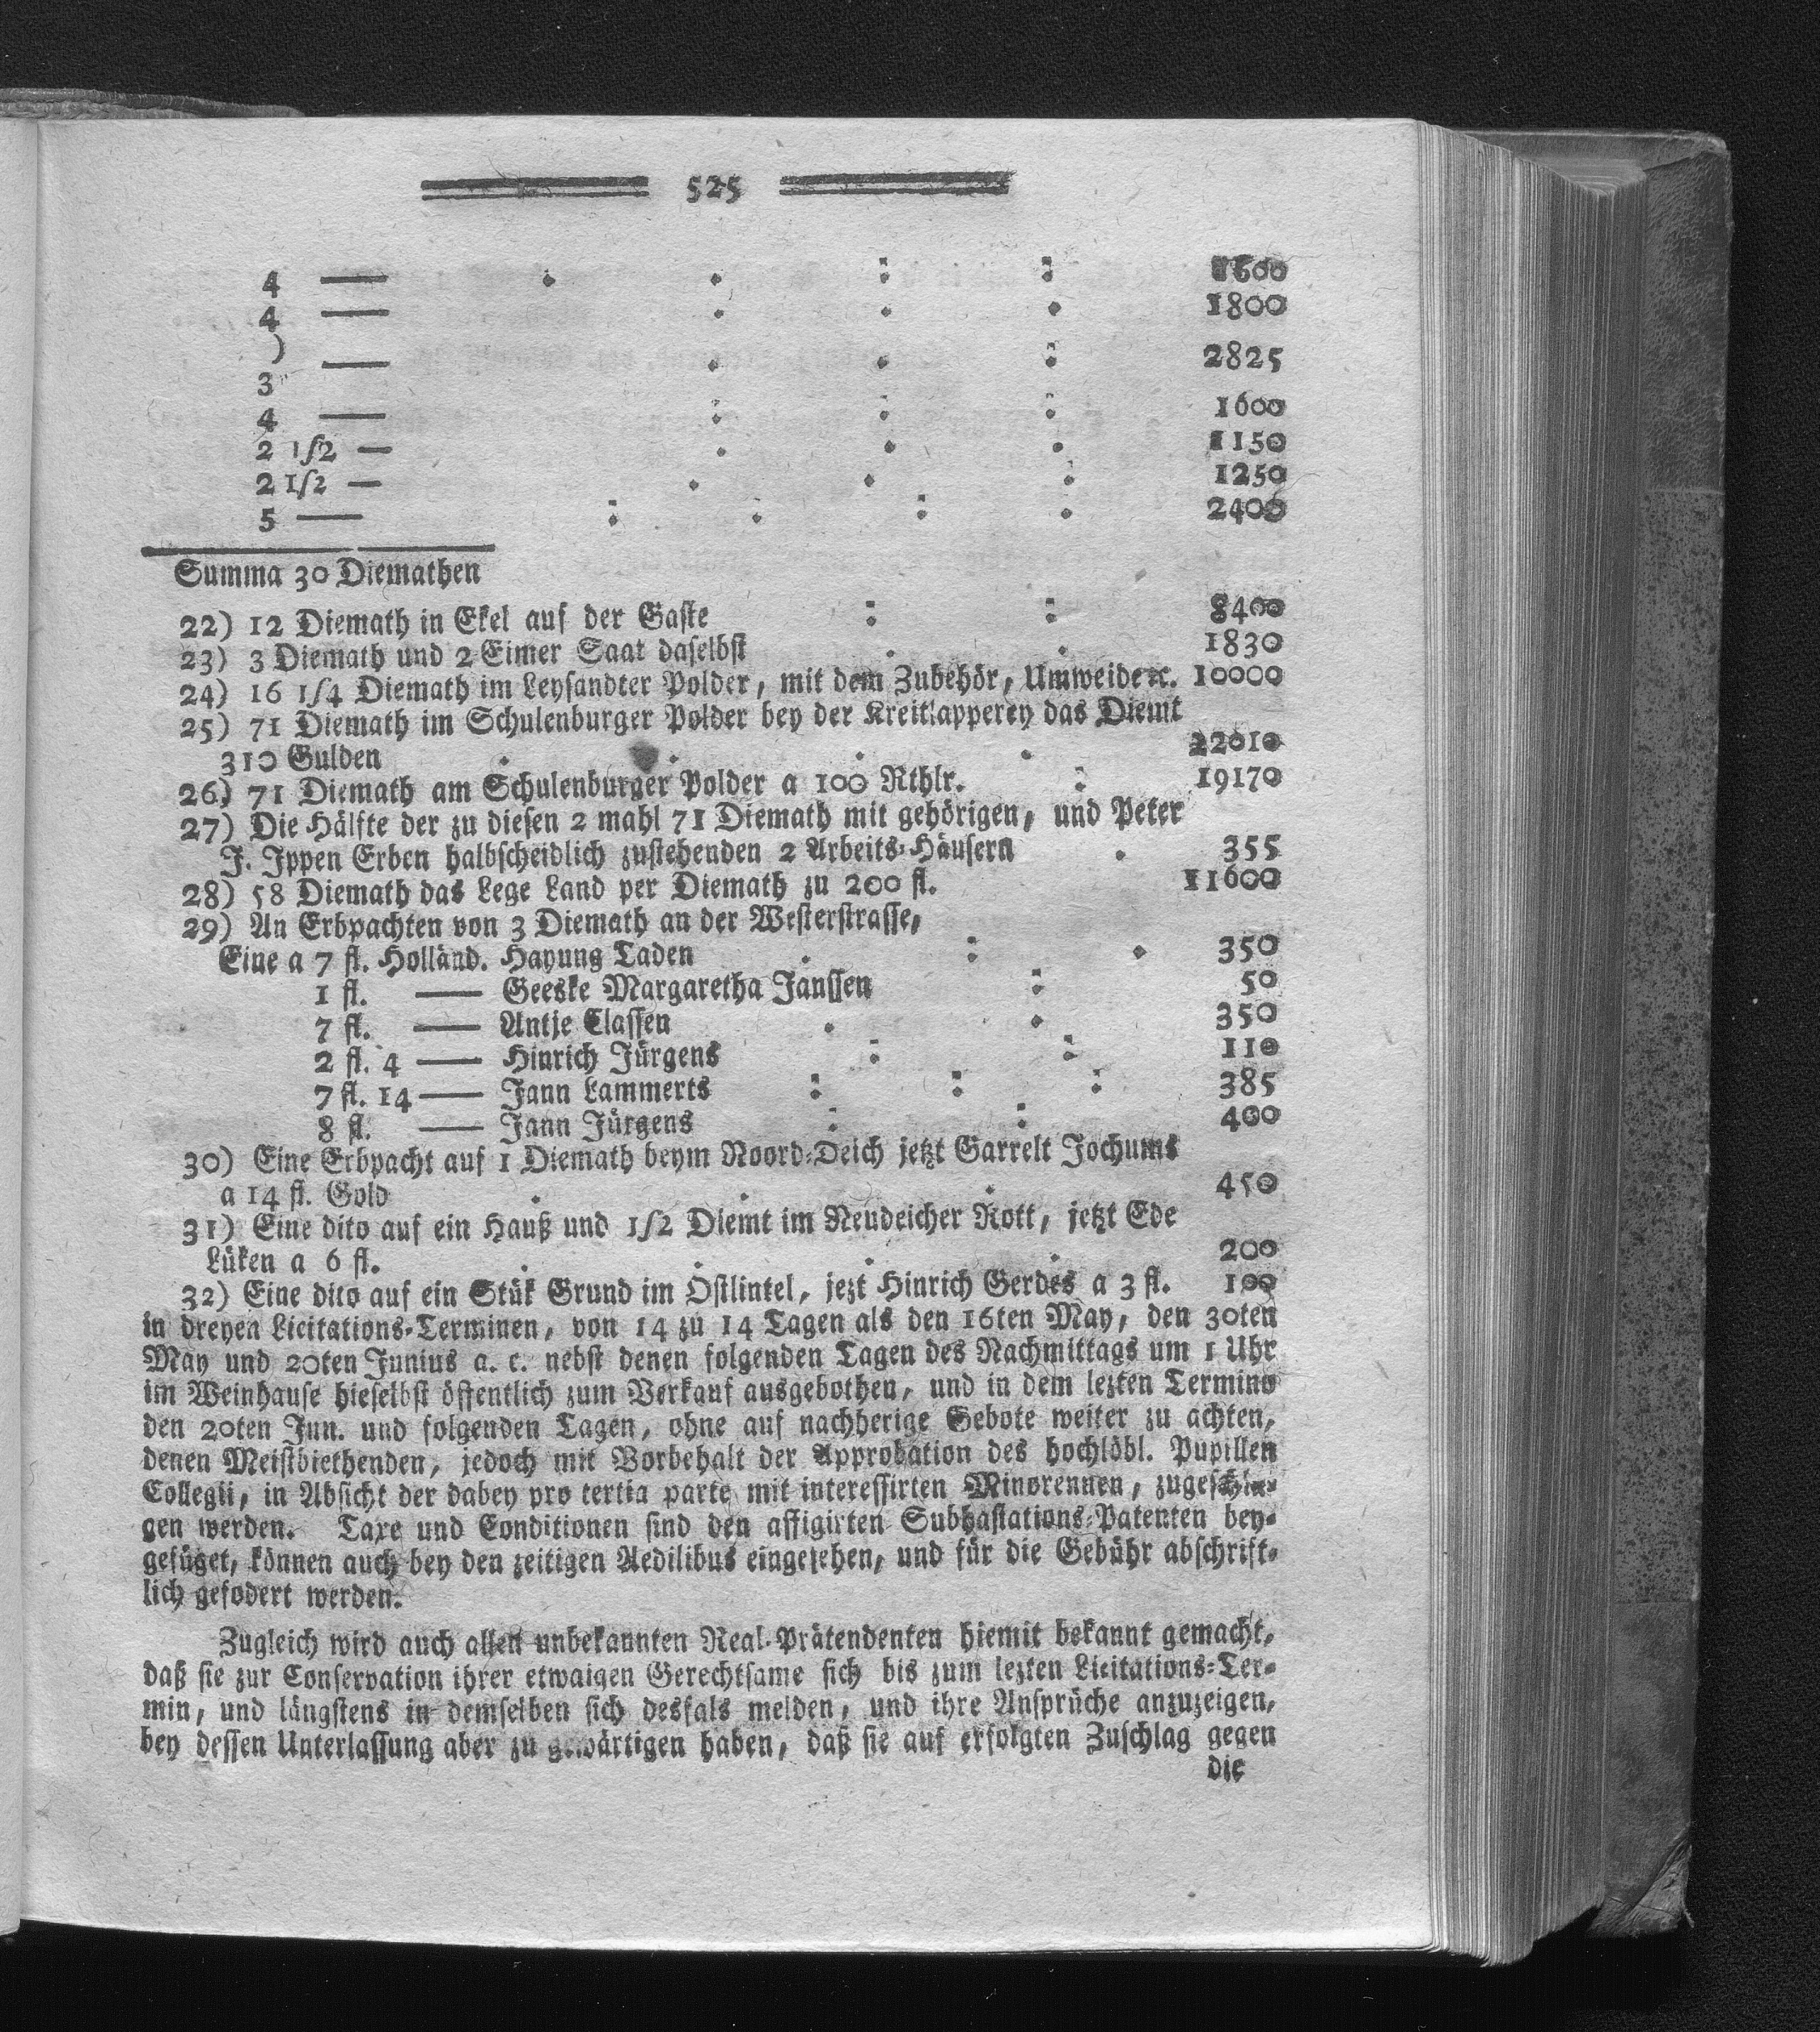 525
4 — 1600
4 — 1800
)
— 2825
3
4 — 1600
2 1/2 — 1150
2 1/2 — 1250
5 — 2400
Summa 30 Diemathen
22) 12 Diemath in Ekel auf der Gaste : : 8400
23) 3 Diemath und 2 Eimer Saat daselbst . . 1830
24) 16 1/4 Diemath im Leysandter Polder, mit dem Zubehör, Umweide ꝛc. 10000
25) 71 Diemath im Schulenburger Polder bey der Kreitlapperey das Diemt
310 Gulden . . . . 22010
26) 71 Diemath am Schulenburger Polder a 100 Rthlr. : 19170
27) Die Hälfte der zu diesen 2 mahl 71 Diemath mit gehörigen, und Peter
J. Ippen Erben halbscheidlich zustehenden 2 Arbeits-Häusern . 355
28) 58 Diemath das Lege Land per Diemath zu 200 fl. 11600
29) An Erbpachten von 3 Diemath an der Westerstrasse,
Eine a 7 fl. Holländ. Hayung Taden . : . 350
1 fl. — Geeske Margaretha Janssen : 50
7 fl. — Antje Classen . . 350
2 fl. 4 — Hinrich Jürgens : : 110
7 fl. 14 — Jann Lammerts : : : 385
8 fl. — Jann Jürgens : : 400
30) Eine Erbpacht auf 1 Diemath beym Noord-Deich jetzt Garrelt Jochums
a 14 fl. Gold . . . 450
31) Eine dito auf ein Hauß und 1/2 Diemt im Neudeicher Rott, jetzt Ede
Lüken a 6 fl. . . . . 200
32) Eine dito auf ein Stük Grund im Ostlintel, jezt Hinrich Gerdes a 3 fl. 100
in dreyen Licitations-Terminen, von 14 zu 14 Tagen als den 16ten May, den 30ten
May und 20ten Junius a. c. nebst denen folgenden Tagen des Nachmittags um 1 Uhr
im Weinhause hieselbst öffentlich zum Verkauf ausgebothen, und in dem lezten Termino
den 20ten Jun. und folgenden Tagen, ohne auf nachherige Gebote weiter zu achten,
denen Meistbiethenden, jedoch mit Vorbehalt der Approbation des hochlöbl. Pupillen
Collegii, in Absicht der dabey pro tertia parte mit interessirten Minorennen, zugeschla-
gen werden. Taxe und Conditionen sind den affigirten Subhastations-Patenten bey-
gefüget, können auch bey den zeitigen Aedilibus eingesehen, und für die Gebühr abschrift-
lich gefodert werden.
Zugleich wird auch allen unbekannten Real-Prätendenten hiemit bekannt gemacht,
daß sie zur Conservation ihrer etwaigen Gerechtsame sich bis zum lezten Licitations-Ter-
min, und längstens in demselben sich desfals melden, und ihre Ansprüche anzuzeigen,
bey dessen Unterlassung aber zu gewärtigen haben, daß sie auf erfolgten Zuschlag gegen
die